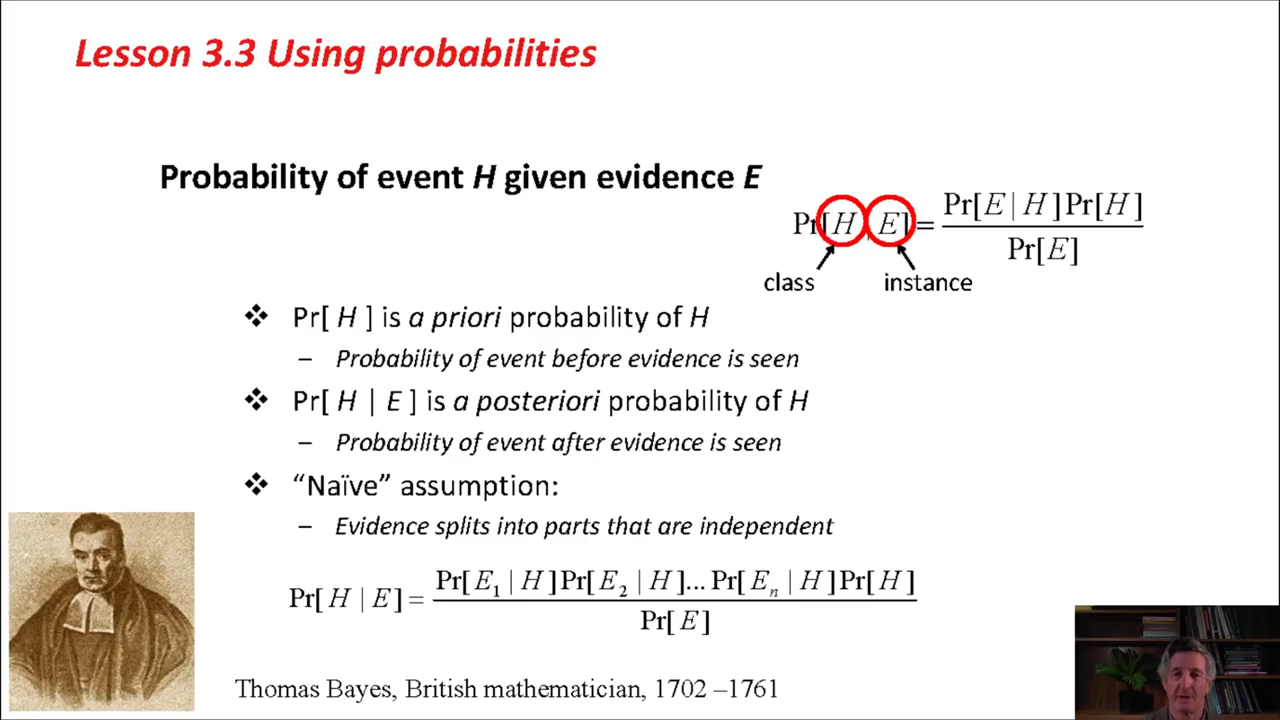 Lesson 3.3 Using probabilities
Probability of event H given evidence E
Pr[H E] = Pr[E | H]Pr[H] / Pr[E]
class
instance
❖ Pr[ H ] is a priori probability of H
– Probability of event before evidence is seen
❖ Pr[ H | E ] is a posteriori probability of H
– Probability of event after evidence is seen
❖ “Naïve” assumption:
– Evidence splits into parts that are independent
Pr[ H | E ] = Pr[ E₁ | H ]Pr[ E₂ | H ]... Pr[ Eₙ | H ]Pr[ H ] / Pr[ E ]
Thomas Bayes, British mathematician, 1702 –1761